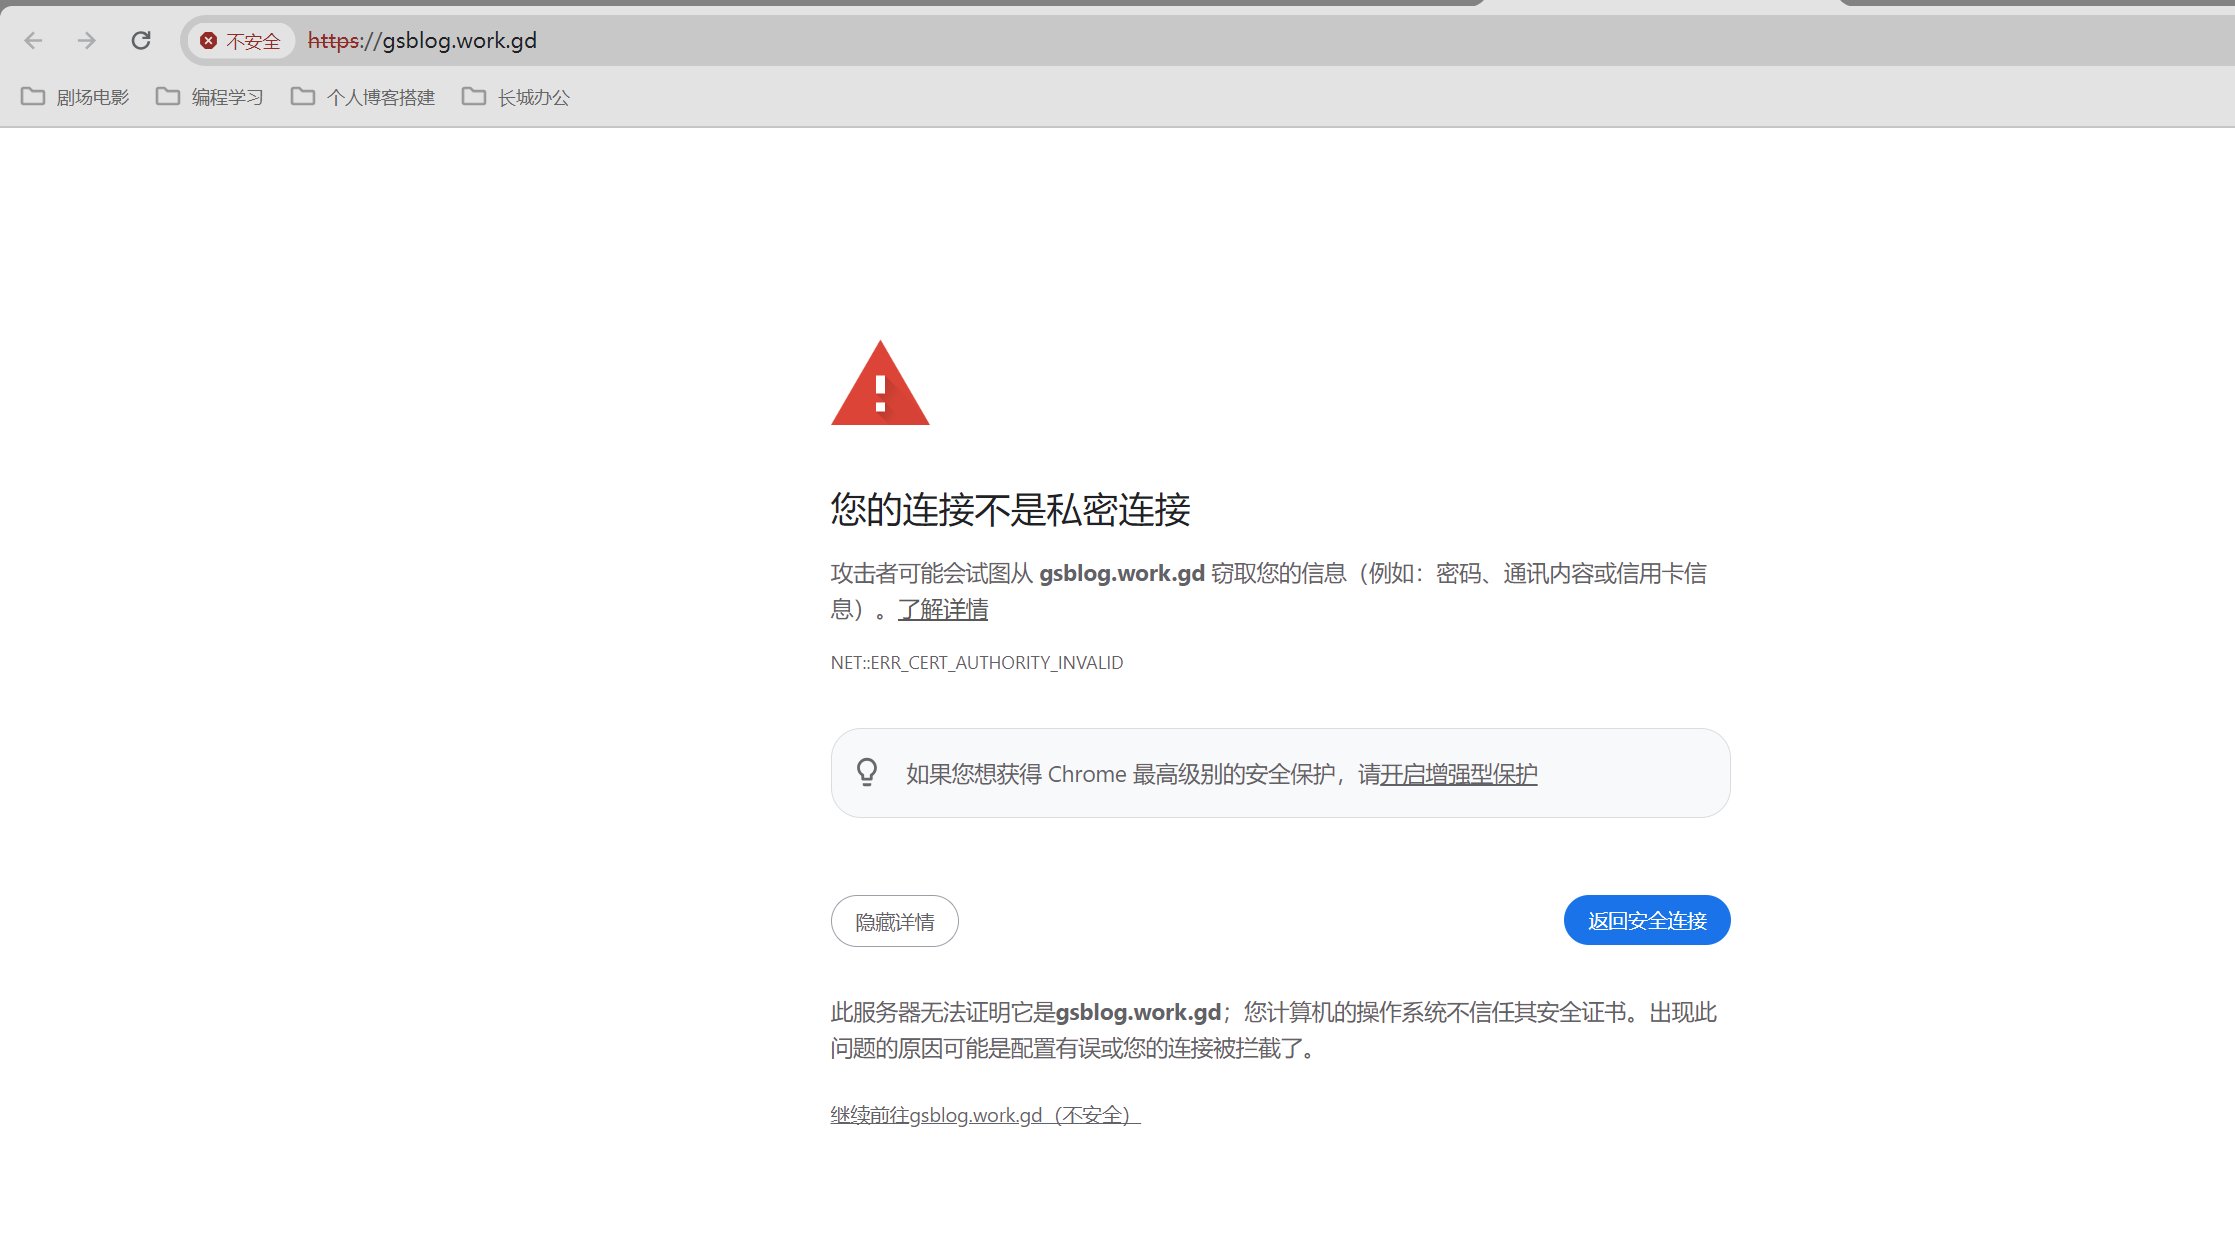 不安全 https://gsblog.work.gd
剧场电影 编程学习 个人博客搭建 长城办公
您的连接不是私密连接
攻击者可能会试图从 gsblog.work.gd 窃取您的信息（例如：密码、通讯内容或信用卡信
息）。了解详情
NET::ERR_CERT_AUTHORITY_INVALID
如果您想获得 Chrome 最高级别的安全保护，请开启增强型保护
隐藏详情 返回安全连接
此服务器无法证明它是gsblog.work.gd；您计算机的操作系统不信任其安全证书。出现此
问题的原因可能是配置有误或您的连接被拦截了。
继续前往gsblog.work.gd（不安全）